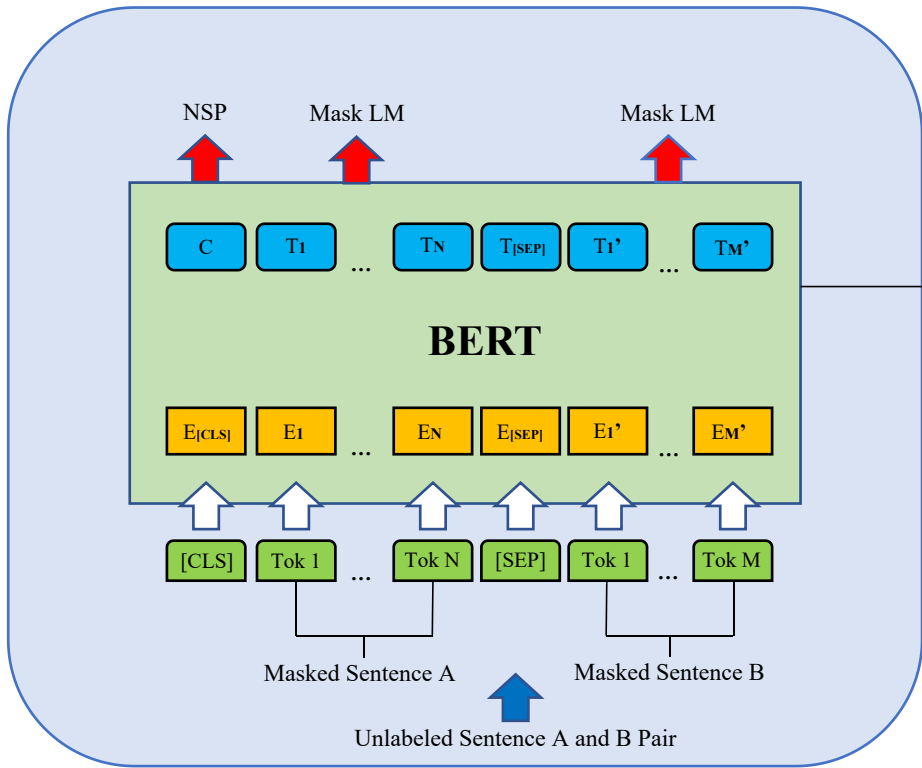 NSP Mask LM Mask LM
C T1 ... TN T[SEP] T1’ ... TM’
BERT
E[CLS] E1 ... EN E[SEP] E1’ ... EM’
[CLS] Tok 1 ... Tok N [SEP] Tok 1 ... Tok M
Masked Sentence A Masked Sentence B
Unlabeled Sentence A and B Pair